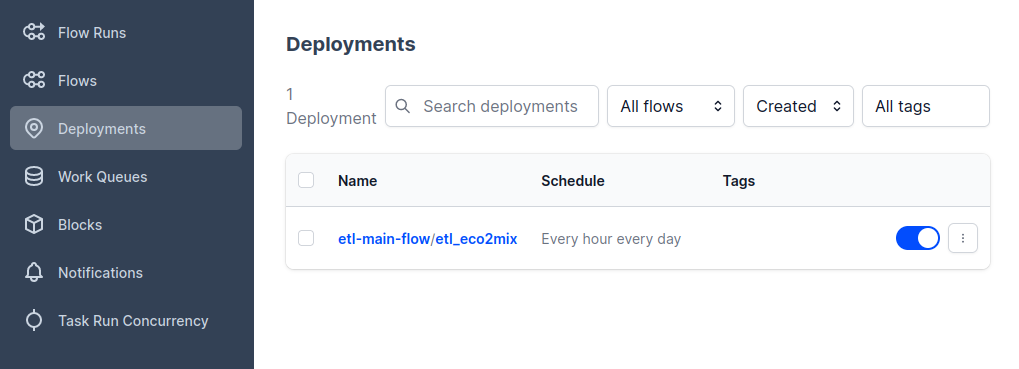 Flow Runs
Flows
Deployments
Work Queues
Blocks
Notifications
Task Run Concurrency
Deployments
1
Deployment
Search deployments
All flows
Created
All tags
Name Schedule Tags
etl-main-flow/etl_eco2mix Every hour every day